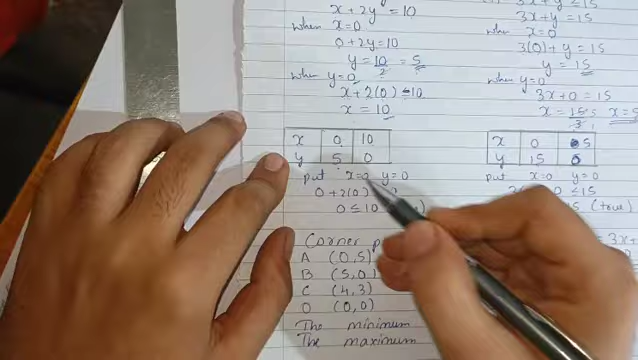 x + 2y = 10
when x=0
0 + 2y = 10
y = 10/2 = 5
when y=0
x + 2(0) = 10
x = 10
x 0 10
y 5 0
put x=0 y=0
0 + 2(0)
0 ≤ 10
Corner
A (0,5)
B (5,0)
C (4,3)
O (0,0)
The minimum
The maximum
3x + y = 15
when x=0
3(0) + y = 15
y = 15
when y=0
3x + 0 = 15
x = 15/3 x = 5
x 0 5
y 15 0
put x=0 y=0
≤ 15
(true)